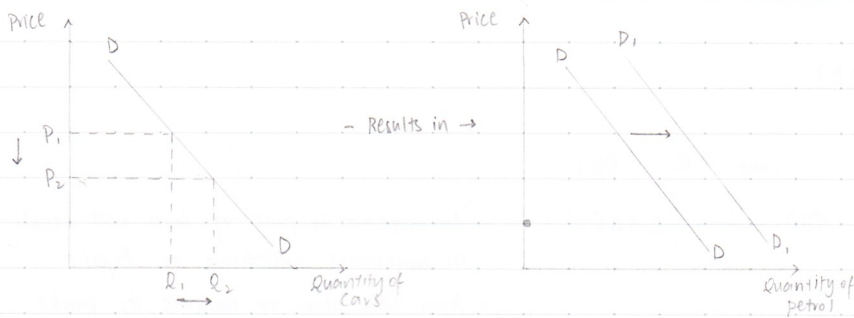 Price
D
P₁
P₂
D
Q₁ Q₂
Quantity of
cars
- Results in →
Price
D
D₁
D
D₁
Quantity of
petrol